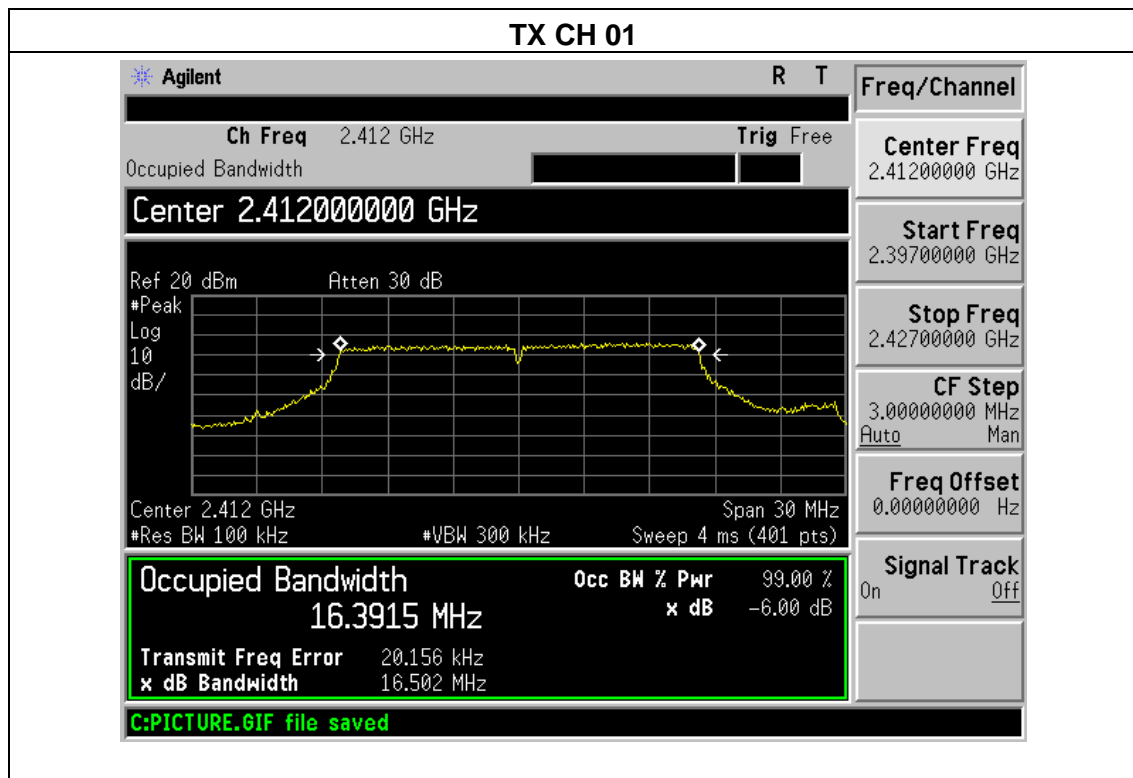 TX CH 01
Agilent R T
Ch Freq 2.412 GHz Trig Free
Occupied Bandwidth
Center 2.412000000 GHz
Ref 20 dBm Atten 30 dB
#Peak
Log
10
dB/
Center 2.412 GHz Span 30 MHz
#Res BW 100 kHz #VBW 300 kHz Sweep 4 ms (401 pts)
Occupied Bandwidth Occ BW % Pwr 99.00 %
16.3915 MHz x dB -6.00 dB
Transmit Freq Error 20.156 kHz
x dB Bandwidth 16.502 MHz
C:PICTURE.GIF file saved
Freq/Channel
Center Freq
2.41200000 GHz
Start Freq
2.39700000 GHz
Stop Freq
2.42700000 GHz
CF Step
3.00000000 MHz
Auto Man
Freq Offset
0.00000000 Hz
Signal Track
On Off